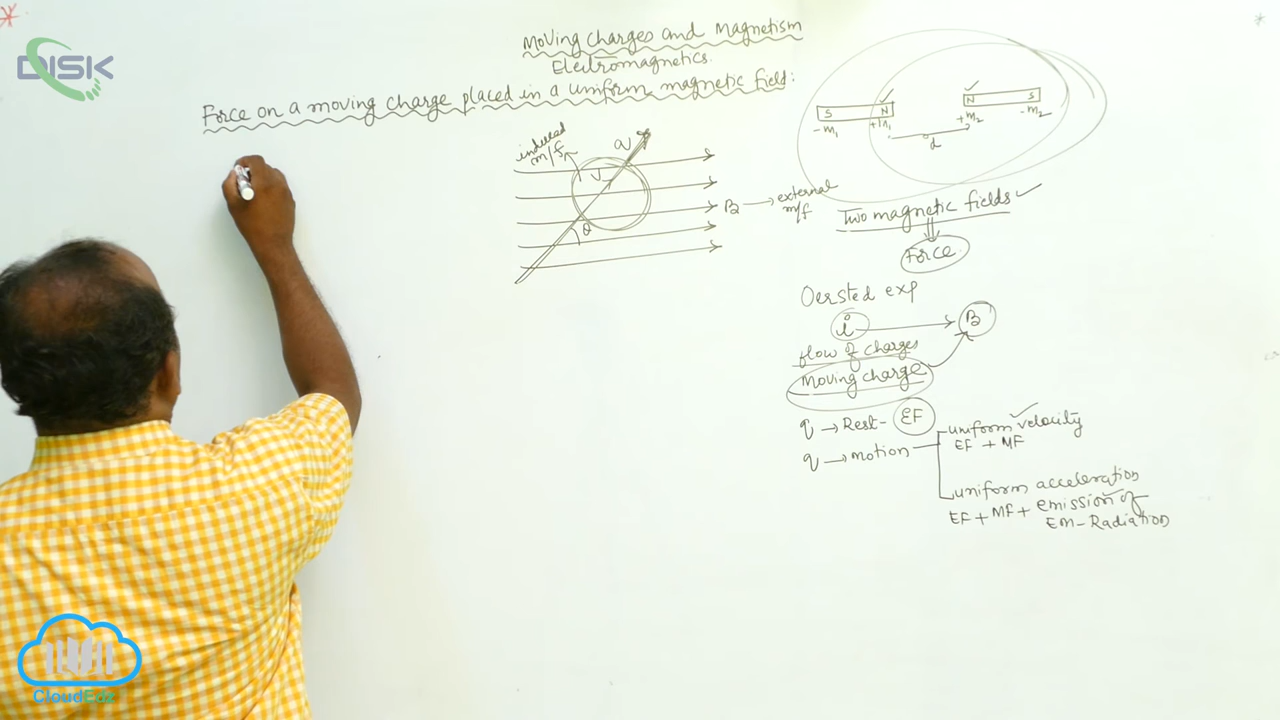 DISK
Moving charges and Magnetism
Electromagnetics.
Force on a moving charge placed in a uniform magnetic field:
induced
m/f
v
θ
B → external
m/f
S N
-m₁ +m₁
N S
+m₂ -m₂
d
Two magnetic fields
Force
Oersted exp
i → B
flow of charges
Moving charge
q → Rest- EF
q → motion
uniform velocity
EF + MF
uniform acceleration
EF + MF + emission of
EM-Radiation
CloudEdz